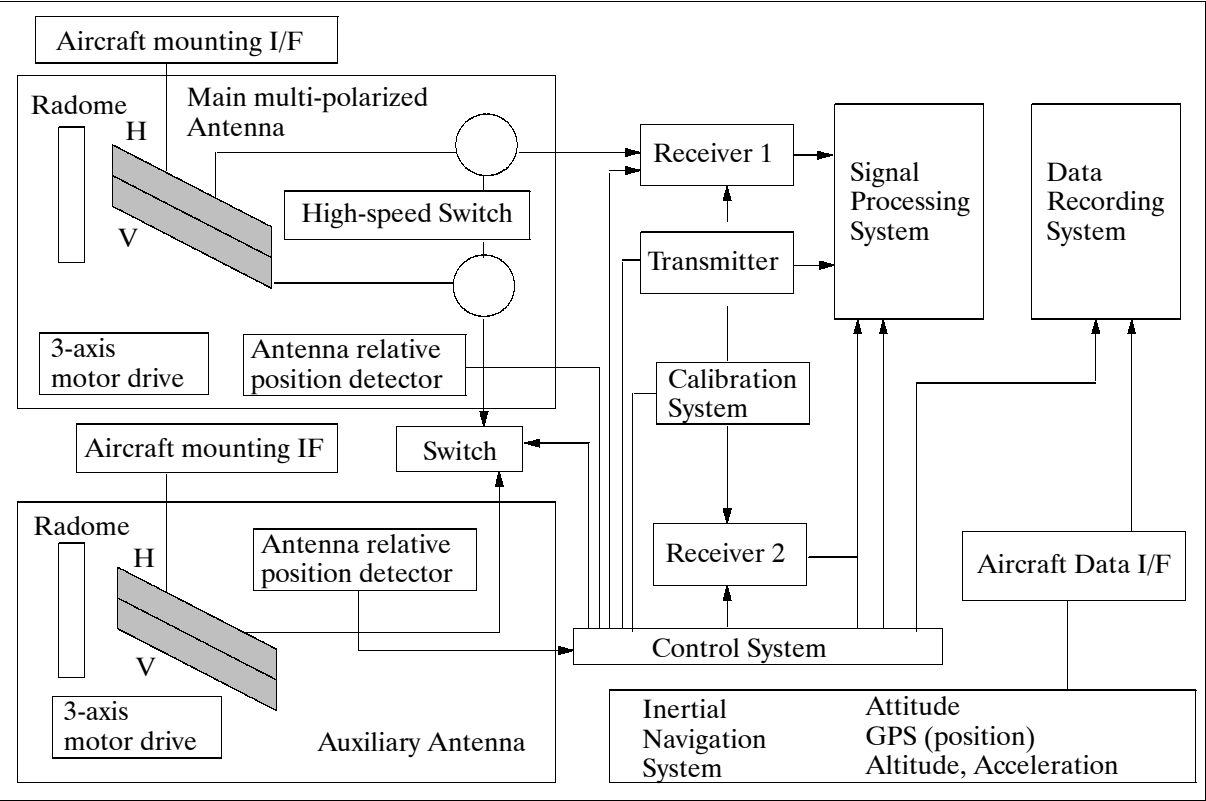 Aircraft mounting I/F
Radome
H
V
Main multi-polarized
Antenna
High-speed Switch
3-axis
motor drive
Antenna relative
position detector
Receiver 1
Transmitter
Signal
Processing
System
Data
Recording
System
Calibration
System
Aircraft mounting IF
Switch
Radome
H
V
Antenna relative
position detector
3-axis
motor drive
Auxiliary Antenna
Receiver 2
Aircraft Data I/F
Control System
Inertial
Navigation
System
Attitude
GPS (position)
Altitude, Acceleration